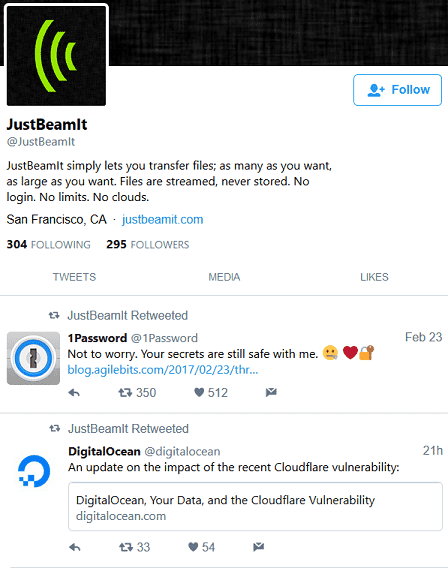 Follow
JustBeamIt
@JustBeamIt
JustBeamIt simply lets you transfer files; as many as you want,
as large as you want. Files are streamed, never stored. No
login. No limits. No clouds.
San Francisco, CA · justbeamit.com
304 FOLLOWING 295 FOLLOWERS
TWEETS MEDIA LIKES
JustBeamIt Retweeted
1Password @1Password Feb 23
Not to worry. Your secrets are still safe with me. 🤐 ❤️🔐
blog.agilebits.com/2017/02/23/thr...
350 512
JustBeamIt Retweeted
DigitalOcean @digitalocean 21h
An update on the impact of the recent Cloudflare vulnerability:
DigitalOcean, Your Data, and the Cloudflare Vulnerability
digitalocean.com
33 54